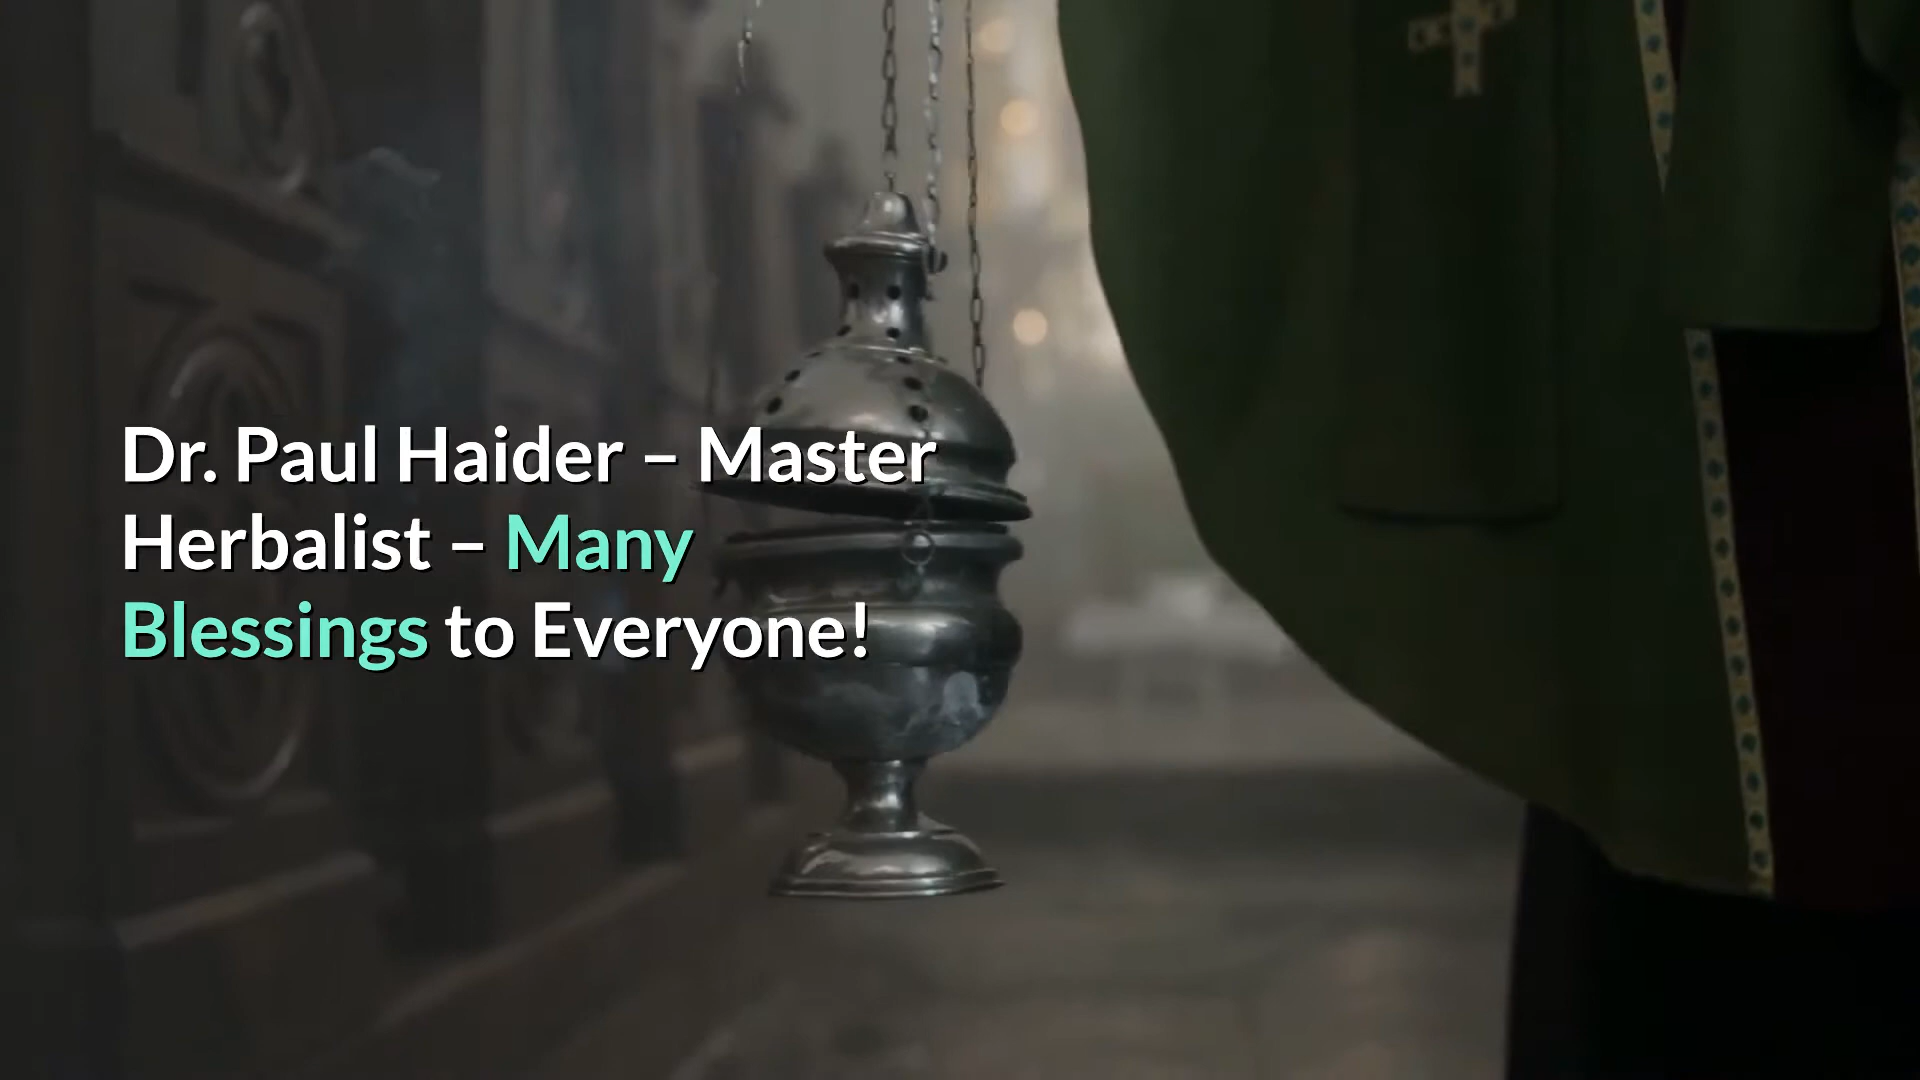 Dr. Paul Haider – Master
Herbalist – Many
Blessings to Everyone!